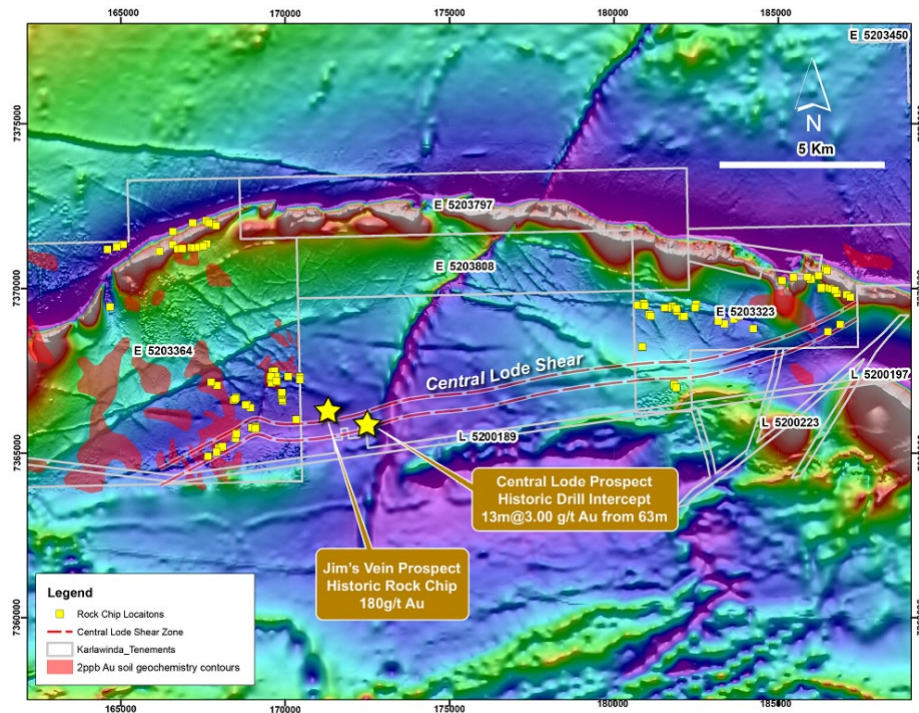 165000
170000
175000
180000
185000
E 5203450
7375000
N
5 Km
E 5203797
E 5203808
7370000
E 5203323
E 5203364
Central Lode Shear
L 5200197
L 5200223
L 5200189
7365000
Central Lode Prospect
Historic Drill Intercept
13m@3.00 g/t Au from 63m
Jim's Vein Prospect
Historic Rock Chip
180g/t Au
7360000
Legend
Rock Chip Locaitons
Central Lode Shear Zone
Karlawinda_Tenements
2ppb Au soil geochemistry contours
165000
170000
175000
180000
185000